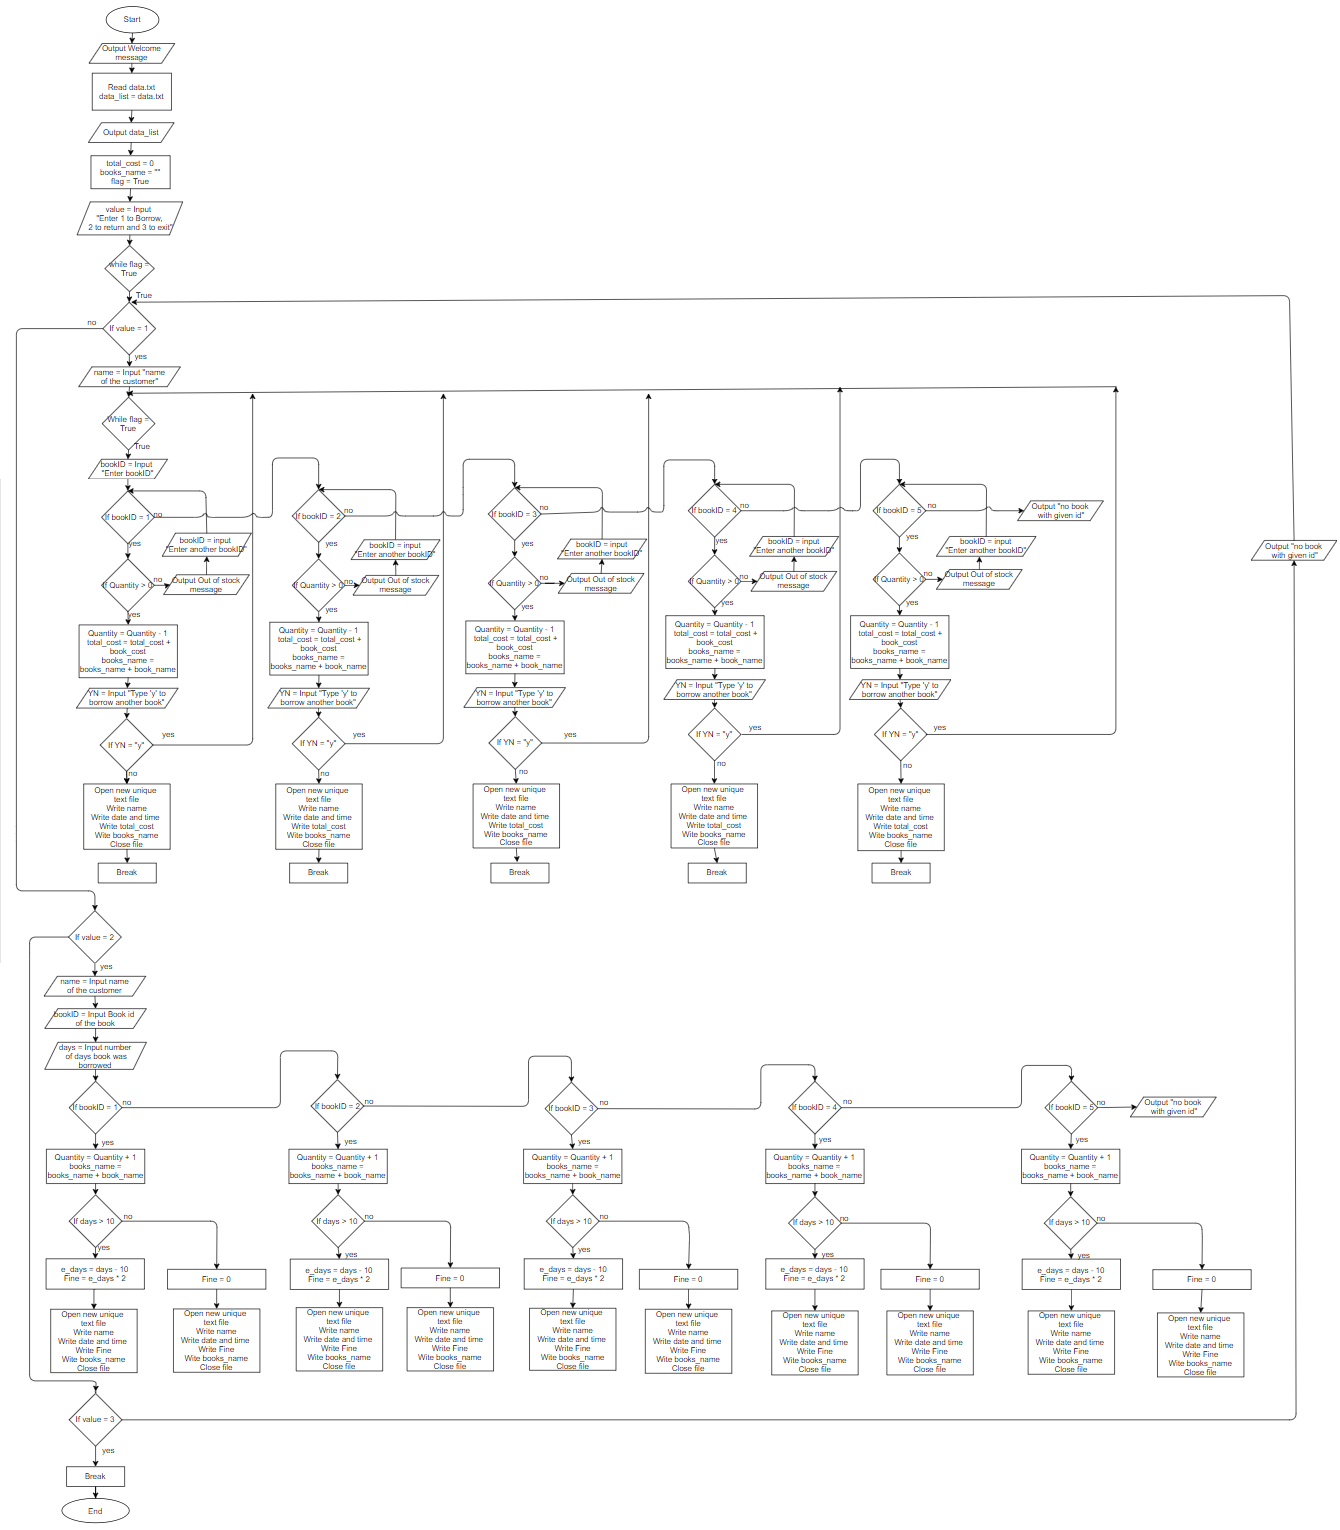 Start
Output Welcome
message
Read data.txt
data_list = data.txt
Output data_list
total_cost = 0
books_name = ""
flag = True
value = Input
"Enter 1 to Borrow,
2 to return and 3 to exit"
while flag =
True
True
If value = 1
no
yes
name = Input "name
of the customer"
While flag =
True
True
bookID = Input
"Enter bookID"
If bookID = 1
no
yes
bookID = input
"Enter another bookID"
If Quantity > 0
no
Output Out of stock
message
yes
Quantity = Quantity - 1
total_cost = total_cost +
book_cost
books_name =
books_name + book_name
YN = Input "Type 'y' to
borrow another book"
If YN = "y"
yes
no
Open new unique
text file
Write name
Write date and time
Write total_cost
Wite books_name
Close file
Break
If bookID = 2
no
yes
bookID = input
"Enter another bookID"
If Quantity > 0
no
Output Out of stock
message
yes
Quantity = Quantity - 1
total_cost = total_cost +
book_cost
books_name =
books_name + book_name
YN = Input "Type 'y' to
borrow another book"
If YN = "y"
yes
no
Open new unique
text file
Write name
Write date and time
Write total_cost
Wite books_name
Close file
Break
If bookID = 3
no
yes
bookID = input
"Enter another bookID"
If Quantity > 0
no
Output Out of stock
message
yes
Quantity = Quantity - 1
total_cost = total_cost +
book_cost
books_name =
books_name + book_name
YN = Input "Type 'y' to
borrow another book"
If YN = "y"
yes
no
Open new unique
text file
Write name
Write date and time
Write total_cost
Wite books_name
Close file
Break
If bookID = 4
no
yes
bookID = input
"Enter another bookID"
If Quantity > 0
no
Output Out of stock
message
yes
Quantity = Quantity - 1
total_cost = total_cost +
book_cost
books_name =
books_name + book_name
YN = Input "Type 'y' to
borrow another book"
If YN = "y"
yes
no
Open new unique
text file
Write name
Write date and time
Write total_cost
Wite books_name
Close file
Break
If bookID = 5
no
Output "no book
with given id"
yes
bookID = input
"Enter another bookID"
If Quantity > 0
no
Output Out of stock
message
yes
Quantity = Quantity - 1
total_cost = total_cost +
book_cost
books_name =
books_name + book_name
YN = Input "Type 'y' to
borrow another book"
If YN = "y"
yes
no
Open new unique
text file
Write name
Write date and time
Write total_cost
Wite books_name
Close file
Break
Output "no book
with given id"
If value = 2
yes
name = Input name
of the customer
bookID = Input Book id
of the book
days = Input number
of days book was
borrowed
If bookID = 1
no
yes
Quantity = Quantity + 1
books_name =
books_name + book_name
If days > 10
no
yes
e_days = days - 10
Fine = e_days * 2
Fine = 0
Open new unique
text file
Write name
Write date and time
Write Fine
Wite books_name
Close file
Open new unique
text file
Write name
Write date and time
Write Fine
Wite books_name
Close file
If bookID = 2
no
yes
Quantity = Quantity + 1
books_name =
books_name + book_name
If days > 10
no
yes
e_days = days - 10
Fine = e_days * 2
Fine = 0
Open new unique
text file
Write name
Write date and time
Write Fine
Wite books_name
Close file
Open new unique
text file
Write name
Write date and time
Write Fine
Wite books_name
Close file
If bookID = 3
no
yes
Quantity = Quantity + 1
books_name =
books_name + book_name
If days > 10
no
yes
e_days = days - 10
Fine = e_days * 2
Fine = 0
Open new unique
text file
Write name
Write date and time
Write Fine
Wite books_name
Close file
Open new unique
text file
Write name
Write date and time
Write Fine
Wite books_name
Close file
If bookID = 4
no
yes
Quantity = Quantity + 1
books_name =
books_name + book_name
If days > 10
no
yes
e_days = days - 10
Fine = e_days * 2
Fine = 0
Open new unique
text file
Write name
Write date and time
Write Fine
Wite books_name
Close file
Open new unique
text file
Write name
Write date and time
Write Fine
Wite books_name
Close file
If bookID = 5
no
Output "no book
with given id"
yes
Quantity = Quantity + 1
books_name =
books_name + book_name
If days > 10
no
yes
e_days = days - 10
Fine = e_days * 2
Fine = 0
Open new unique
text file
Write name
Write date and time
Write Fine
Wite books_name
Close file
Open new unique
text file
Write name
Write date and time
Write Fine
Wite books_name
Close file
If value = 3
yes
Break
End